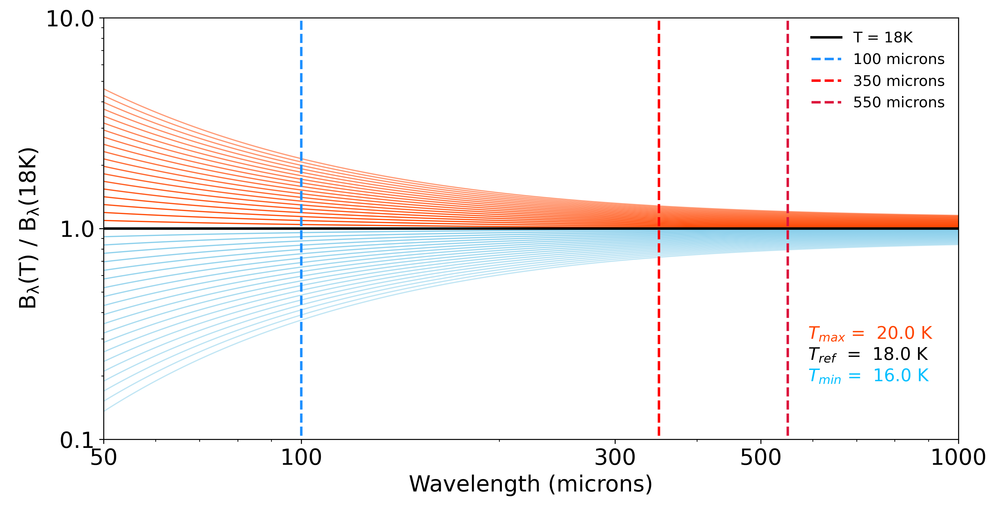 10.0
1.0
0.1
Bλ(T) / Bλ(18K)
T = 18K
100 microns
350 microns
550 microns
Tmax = 20.0 K
Tref = 18.0 K
Tmin = 16.0 K
50 100 300 500 1000
Wavelength (microns)